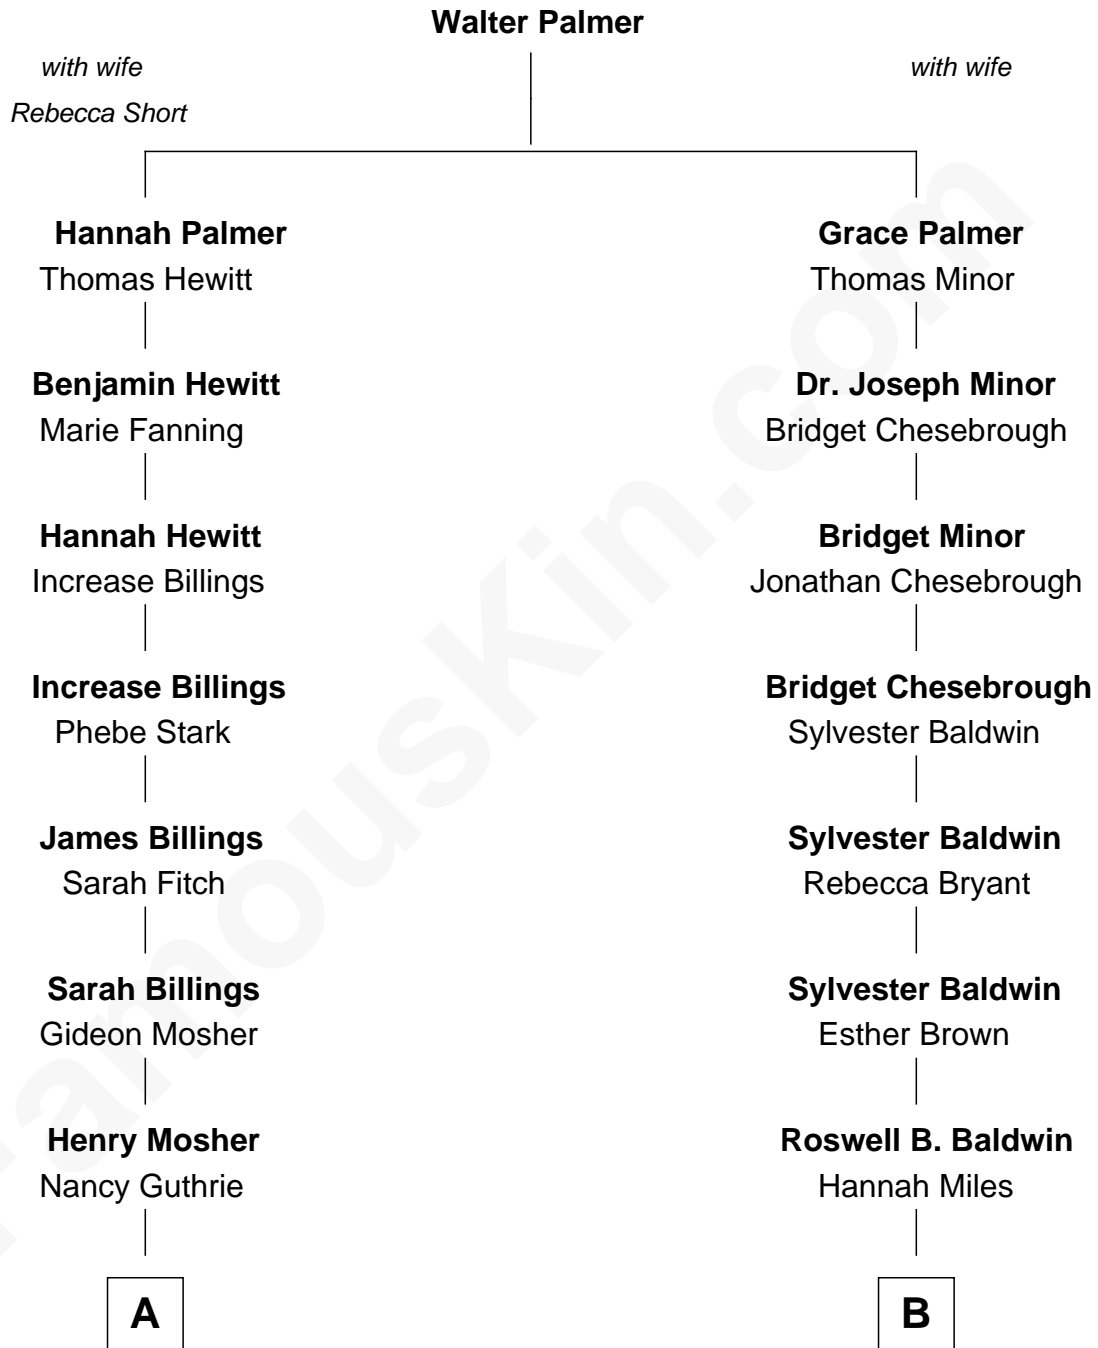 Walter Palmer
with wife
Rebecca Short
with wife
Hannah Palmer
Thomas Hewitt
Grace Palmer
Thomas Minor
Benjamin Hewitt
Marie Fanning
Dr. Joseph Minor
Bridget Chesebrough
Hannah Hewitt
Increase Billings
Bridget Minor
Jonathan Chesebrough
Increase Billings
Phebe Stark
Bridget Chesebrough
Sylvester Baldwin
James Billings
Sarah Fitch
Sylvester Baldwin
Rebecca Bryant
Sarah Billings
Gideon Mosher
Sylvester Baldwin
Esther Brown
Henry Mosher
Nancy Guthrie
Roswell B. Baldwin
Hannah Miles
A
B
FamousKin.com